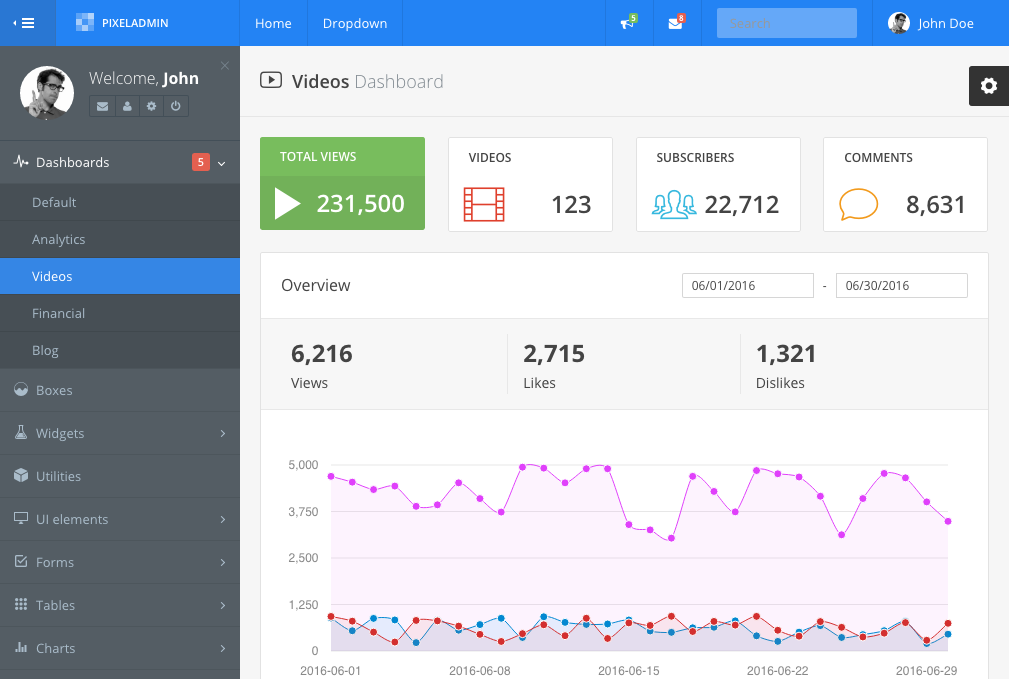 PIXELADMIN Home Dropdown 5 8 Search John Doe
Welcome, John
Videos Dashboard
Dashboards 5
Default
Analytics
Videos
Financial
Blog
Boxes
Widgets
Utilities
UI elements
Forms
Tables
Charts
TOTAL VIEWS
231,500
VIDEOS
123
SUBSCRIBERS
22,712
COMMENTS
8,631
Overview 06/01/2016 - 06/30/2016
6,216
Views
2,715
Likes
1,321
Dislikes
5,000
3,750
2,500
1,250
0
2016-06-01 2016-06-08 2016-06-15 2016-06-22 2016-06-29